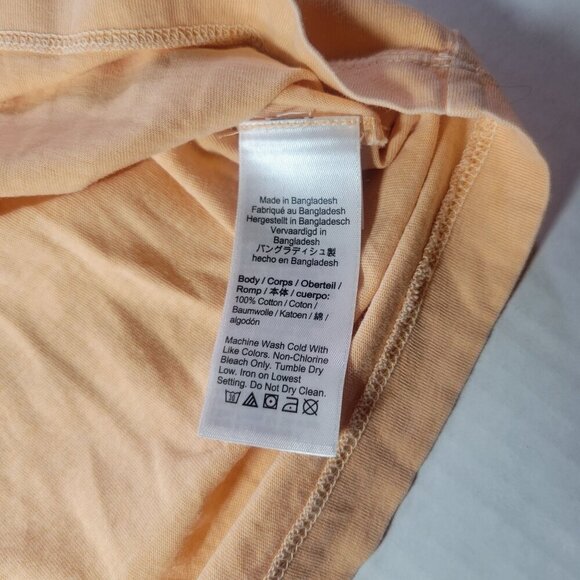 Made in Bangladesh
Fabriqué au Bangladesh
Hergestellt in Bangladesch
Vervaardigd in
Bangladesh
バングラディシュ製
hecho en Bangladesh
Body / Corps / Oberteil /
Romp / 本体 / cuerpo:
100% Cotton / Coton /
Baumwolle / Katoen / 綿 /
algodón
Machine Wash Cold With
Like Colors. Non-Chlorine
Bleach Only. Tumble Dry
Low. Iron on Lowest
Setting. Do Not Dry Clean.